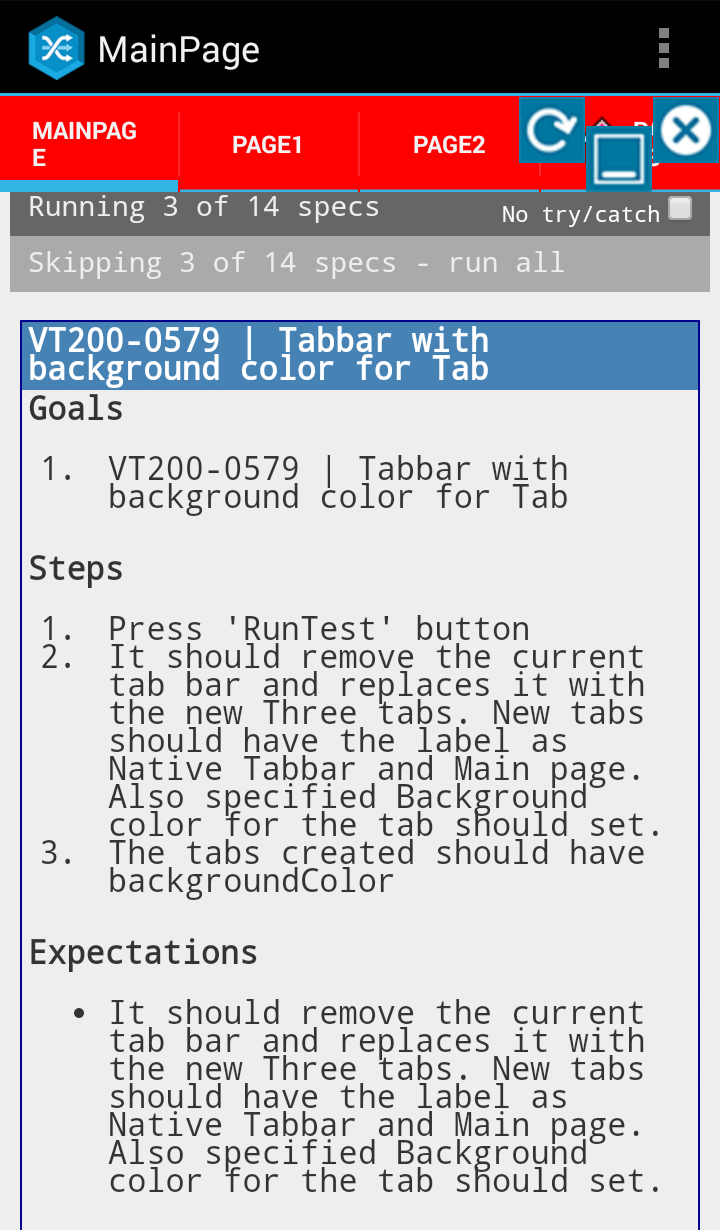 MainPage
MAINPAG
E
PAGE1
PAGE2
Running 3 of 14 specs
No try/catch
Skipping 3 of 14 specs - run all
VT200-0579 | Tabbar with
background color for Tab
Goals
1. VT200-0579 | Tabbar with
background color for Tab
Steps
1. Press 'RunTest' button
2. It should remove the current
tab bar and replaces it with
the new Three tabs. New tabs
should have the label as
Native Tabbar and Main page.
Also specified Background
color for the tab should set.
3. The tabs created should have
backgroundColor
Expectations
• It should remove the current
tab bar and replaces it with
the new Three tabs. New tabs
should have the label as
Native Tabbar and Main page.
Also specified Background
color for the tab should set.